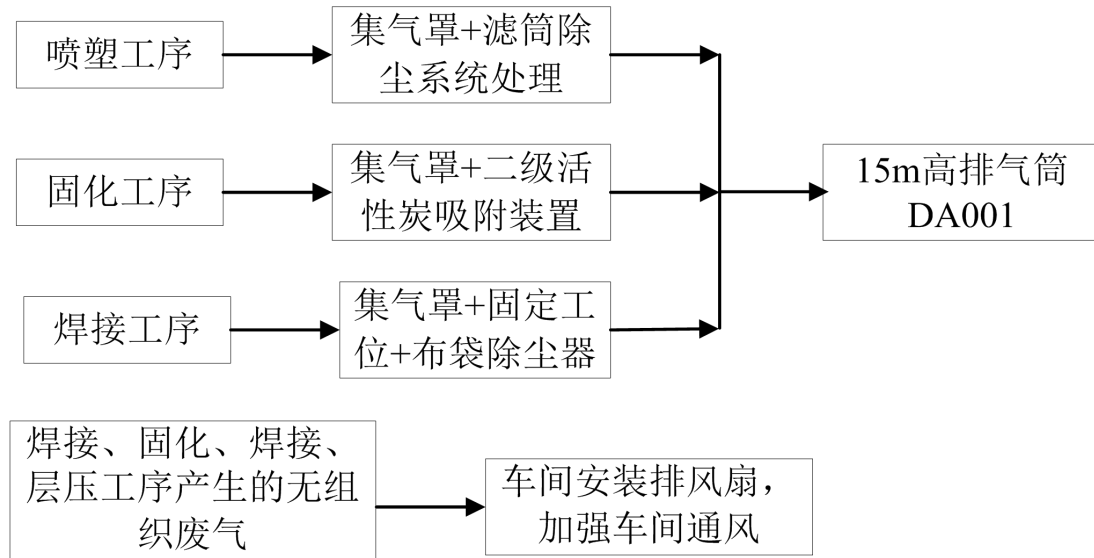 喷塑工序
集气罩+滤筒除
尘系统处理
固化工序
集气罩+二级活
性炭吸附装置
15m高排气筒
DA001
焊接工序
集气罩+固定工
位+布袋除尘器
焊接、固化、焊接、
层压工序产生的无组
织废气
车间安装排风扇，
加强车间通风